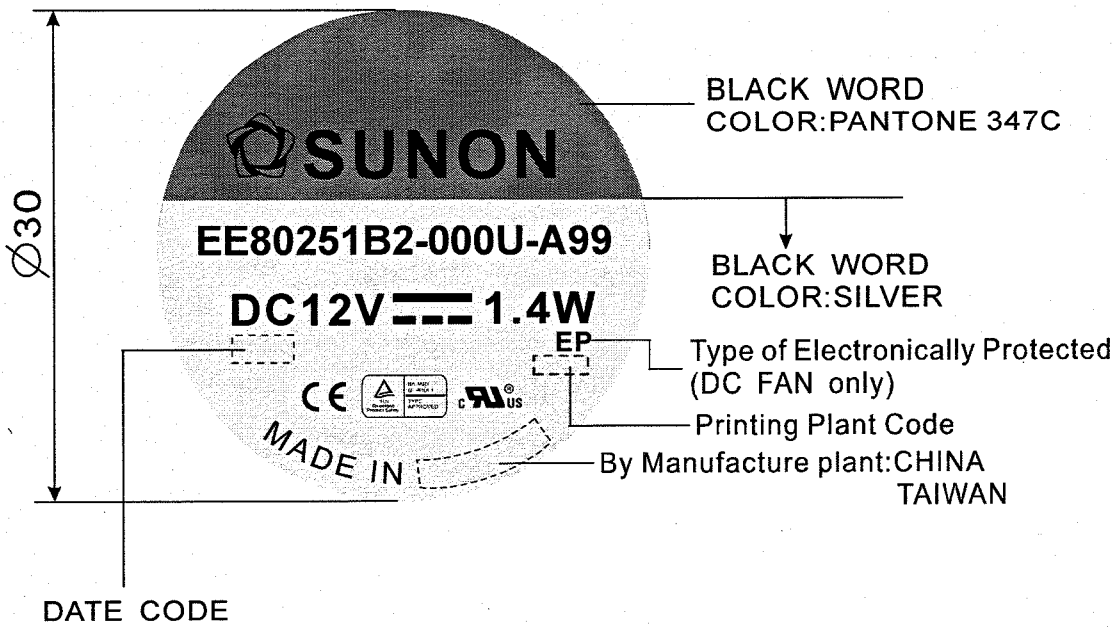 SUNON
EE80251B2-000U-A99
DC12V 1.4W
EP
CE
c RU ® US
MADE IN
Ø30
BLACK WORD
COLOR:PANTONE 347C
BLACK WORD
COLOR:SILVER
Type of Electronically Protected
(DC FAN only)
Printing Plant Code
By Manufacture plant:CHINA
TAIWAN
DATE CODE